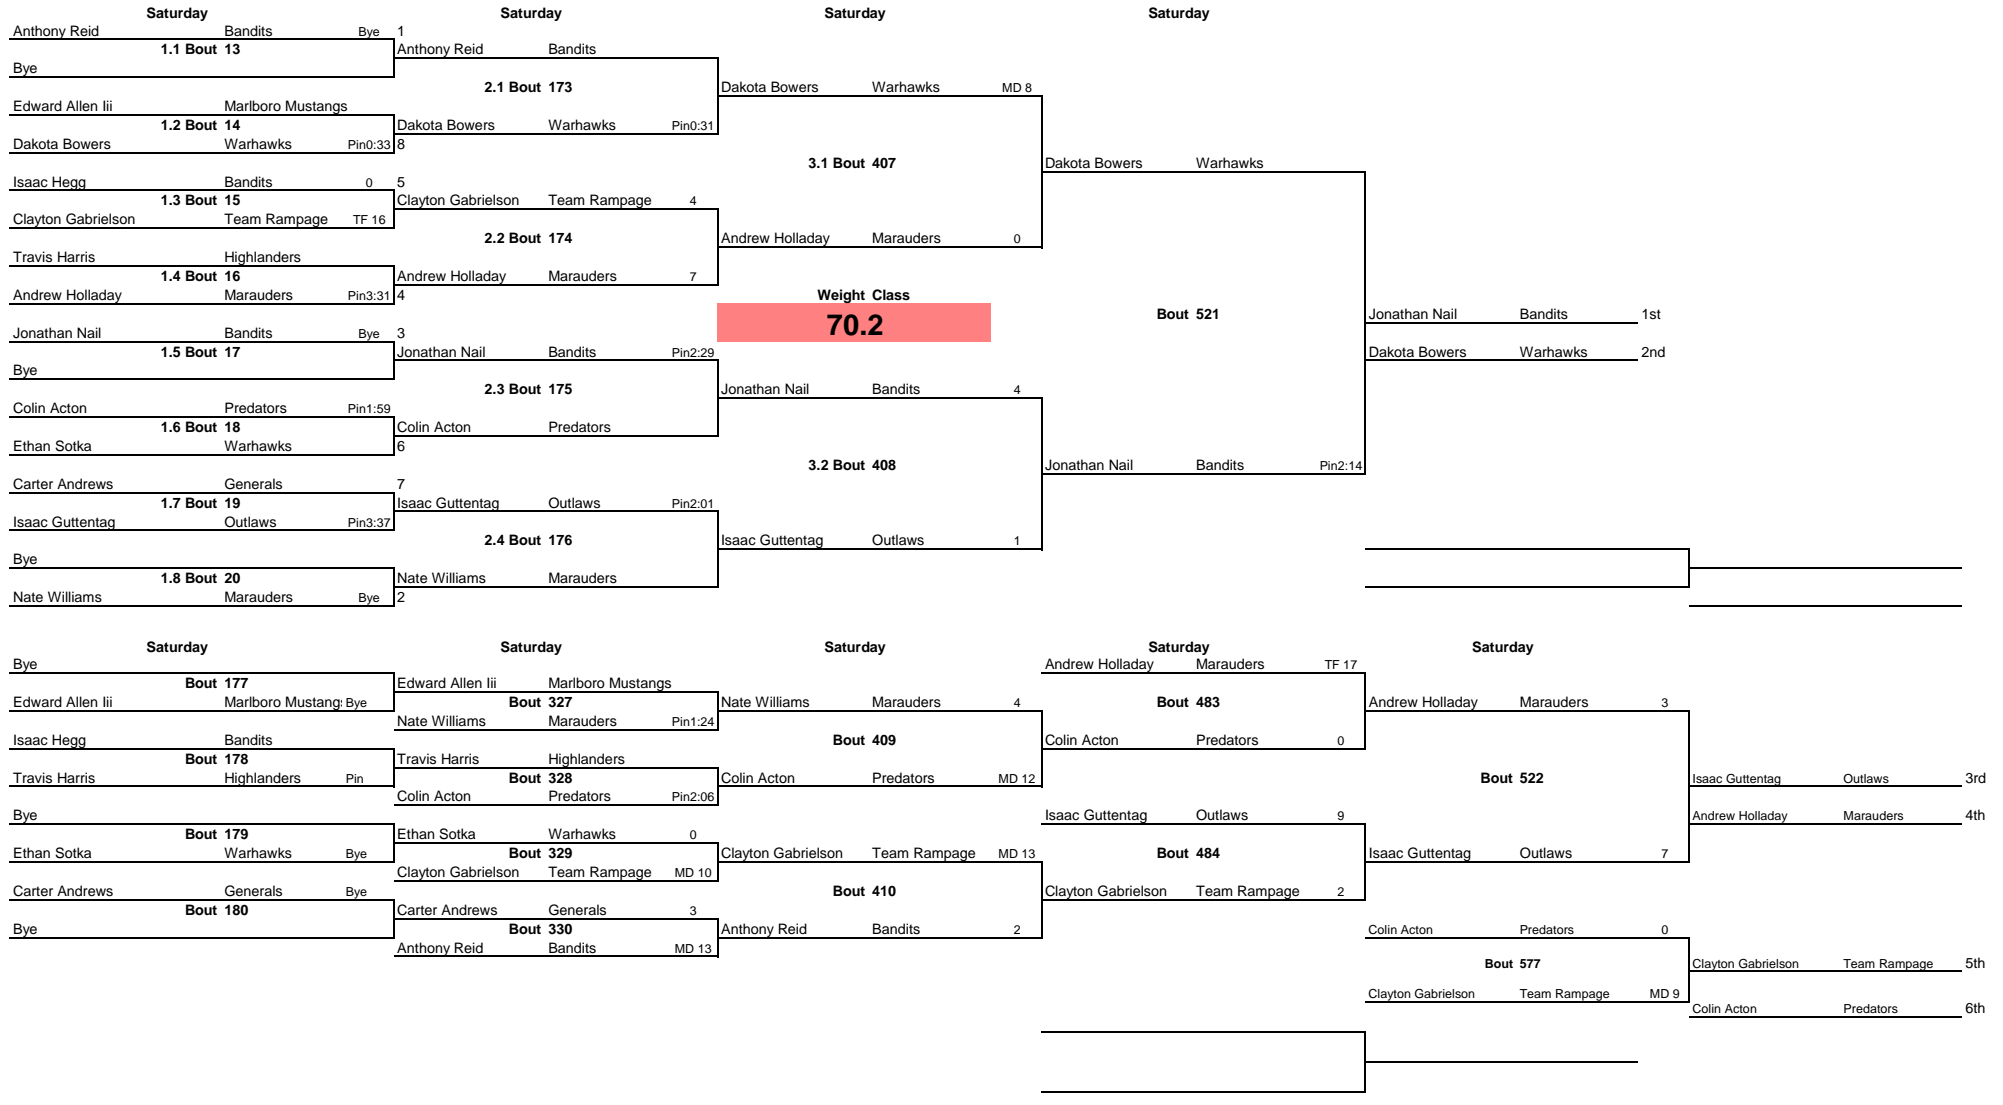 Saturday Saturday Saturday Saturday
Anthony Reid Bandits Bye 1
1.1 Bout 13 Anthony Reid Bandits
Bye
2.1 Bout 173 Dakota Bowers Warhawks MD 8
Edward Allen Iii Marlboro Mustangs
1.2 Bout 14 Dakota Bowers Warhawks Pin0:31
Dakota Bowers Warhawks Pin0:33 8
3.1 Bout 407 Dakota Bowers Warhawks
Isaac Hegg Bandits 0 5
1.3 Bout 15 Clayton Gabrielson Team Rampage 4
Clayton Gabrielson Team Rampage TF 16
2.2 Bout 174 Andrew Holladay Marauders 0
Travis Harris Highlanders
1.4 Bout 16 Andrew Holladay Marauders 7
Andrew Holladay Marauders Pin3:31 4 Weight Class
70.2 Bout 521 Jonathan Nail Bandits 1st
Jonathan Nail Bandits Bye 3
1.5 Bout 17 Jonathan Nail Bandits Pin2:29 Dakota Bowers Warhawks 2nd
Bye
2.3 Bout 175 Jonathan Nail Bandits 4
Colin Acton Predators Pin1:59
1.6 Bout 18 Colin Acton Predators
Ethan Sotka Warhawks 6
3.2 Bout 408 Jonathan Nail Bandits Pin2:14
Carter Andrews Generals 7
1.7 Bout 19 Isaac Guttentag Outlaws Pin2:01
Isaac Guttentag Outlaws Pin3:37
2.4 Bout 176 Isaac Guttentag Outlaws 1
Bye
1.8 Bout 20 Nate Williams Marauders
Nate Williams Marauders Bye 2
Saturday Saturday Saturday Saturday Saturday
Bye Andrew Holladay Marauders TF 17
Bout 177 Edward Allen Iii Marlboro Mustangs
Edward Allen Iii Marlboro Mustang Bye Bout 327 Nate Williams Marauders 4 Bout 483 Andrew Holladay Marauders 3
Nate Williams Marauders Pin1:24
Isaac Hegg Bandits Bout 409 Colin Acton Predators 0
Bout 178 Travis Harris Highlanders
Travis Harris Highlanders Pin Bout 328 Colin Acton Predators MD 12 Bout 522 Isaac Guttentag Outlaws 3rd
Colin Acton Predators Pin2:06
Bye Isaac Guttentag Outlaws 9 Andrew Holladay Marauders 4th
Bout 179 Ethan Sotka Warhawks 0
Ethan Sotka Warhawks Bye Bout 329 Clayton Gabrielson Team Rampage MD 13 Bout 484 Isaac Guttentag Outlaws 7
Clayton Gabrielson Team Rampage MD 10
Carter Andrews Generals Bye Bout 410 Clayton Gabrielson Team Rampage 2
Bout 180 Carter Andrews Generals 3
Bye Bout 330 Anthony Reid Bandits 2 Colin Acton Predators 0
Anthony Reid Bandits MD 13
Bout 577 Clayton Gabrielson Team Rampage 5th
Clayton Gabrielson Team Rampage MD 9
Colin Acton Predators 6th